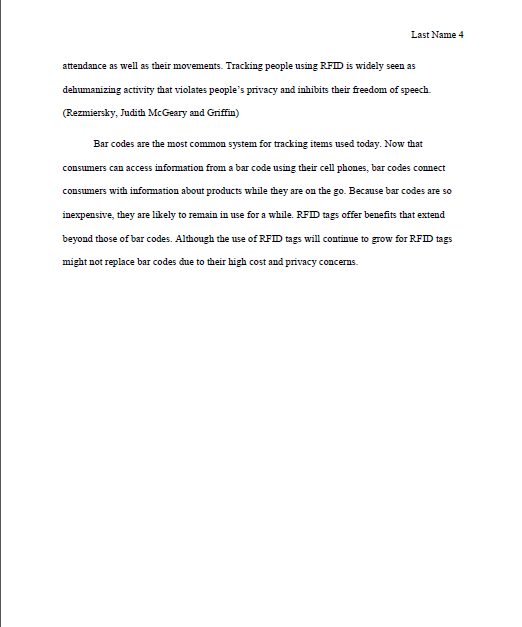 Last Name 4
attendance as well as their movements. Tracking people using RFID is widely seen as
dehumanizing activity that violates people's privacy and inhibits their freedom of speech.
(Rezmiersky, Judith McGeary and Griffin)
Bar codes are the most common system for tracking items used today. Now that
consumers can access information from a bar code using their cell phones, bar codes connect
consumers with information about products while they are on the go. Because bar codes are so
inexpensive, they are likely to remain in use for a while. RFID tags offer benefits that extend
beyond those of bar codes. Although the use of RFID tags will continue to grow for RFID tags
might not replace bar codes due to their high cost and privacy concerns.